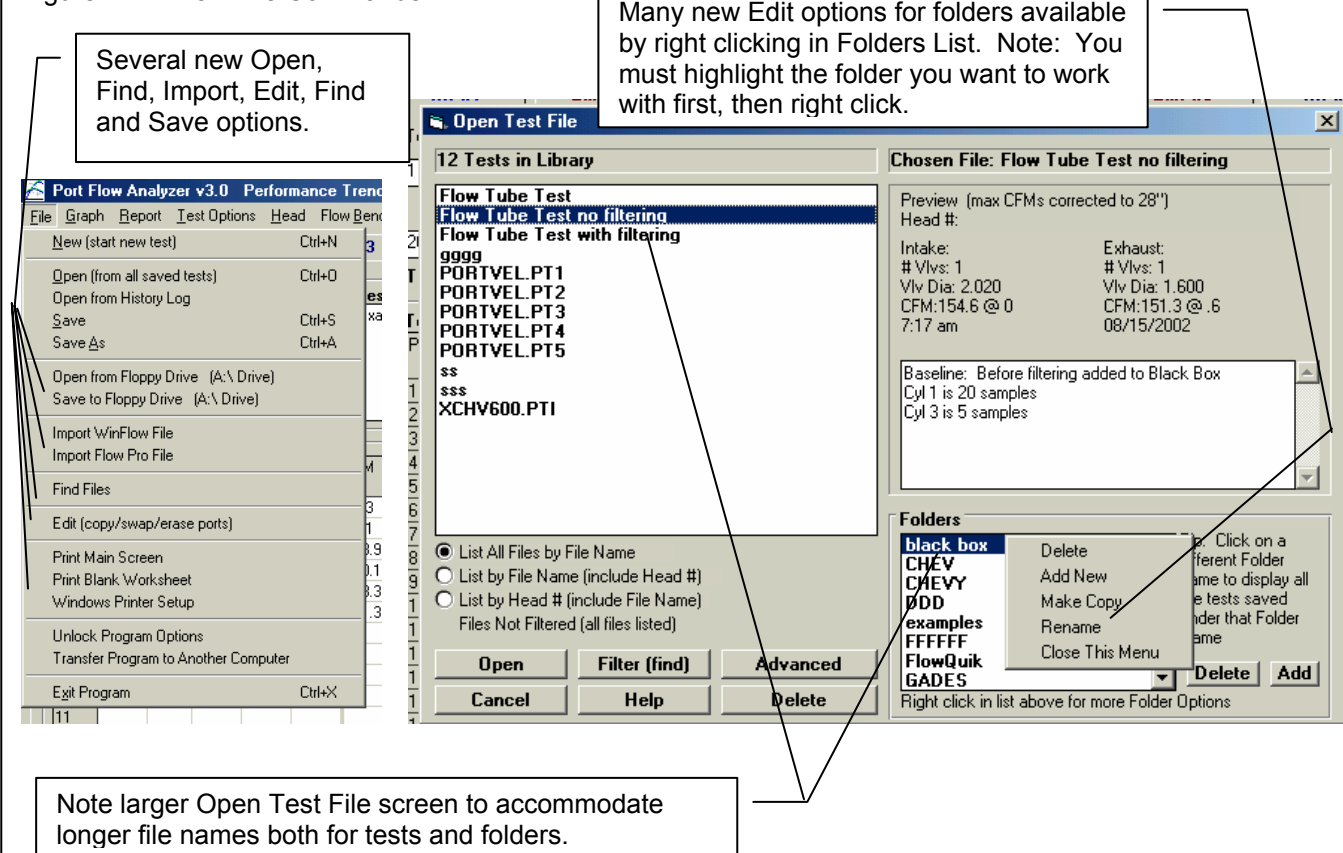 Many new Edit options for folders available
by right clicking in Folders List. Note: You
must highlight the folder you want to work
with first, then right click.
Several new Open,
Find, Import, Edit, Find
and Save options.
Port Flow Analyzer v3.0 Performance Trend
File Graph Report Test Options Head Flow Ben
New (start new test) Ctrl+N
Open (from all saved tests) Ctrl+O
Open from History Log
Save Ctrl+S
Save As Ctrl+A
Open from Floppy Drive (A:\ Drive)
Save to Floppy Drive (A:\ Drive)
Import WinFlow File
Import Flow Pro File
Find Files
Edit (copy/swap/erase ports)
Print Main Screen
Print Blank Worksheet
Windows Printer Setup
Unlock Program Options
Transfer Program to Another Computer
Exit Program Ctrl+X
11
Open Test File
12 Tests in Library
Flow Tube Test
Flow Tube Test no filtering
Flow Tube Test with filtering
gggg
PORTVEL.PT1
PORTVEL.PT2
PORTVEL.PT3
PORTVEL.PT4
PORTVEL.PT5
ss
sss
XCHV600.PTI
List All Files by File Name
List by File Name (include Head #)
List by Head # (include File Name)
Files Not Filtered (all files listed)
Open Filter (find) Advanced
Cancel Help Delete
Chosen File: Flow Tube Test no filtering
Preview (max CFMs corrected to 28")
Head #:
Intake: Exhaust:
# Vlvs: 1 # Vlvs: 1
Vlv Dia: 2.020 Vlv Dia: 1.600
CFM:154.6 @ 0 CFM:151.3 @ .6
7:17 am 08/15/2002
Baseline: Before filtering added to Black Box
Cyl 1 is 20 samples
Cyl 3 is 5 samples
Folders
black box
CHEV
CHEVY
DDD
examples
FFFFFF
FlowQuik
GADES
Delete
Add New
Make Copy
Rename
Close This Menu
p: Click on a
fferent Folder
ame to display all
e tests saved
nder that Folder
ame
Delete Add
Right click in list above for more Folder Options
Note larger Open Test File screen to accommodate
longer file names both for tests and folders.